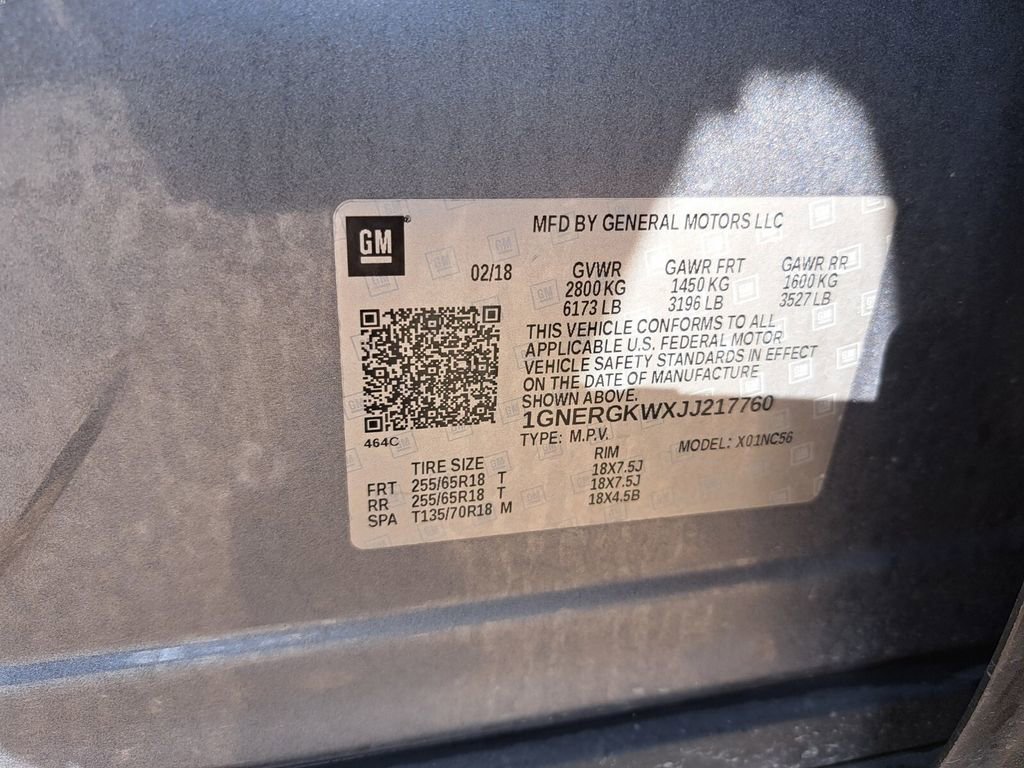 GM®
MFD BY GENERAL MOTORS LLC
02/18
GVWR GAWR FRT GAWR RR
2800 KG 1450 KG 1600 KG
6173 LB 3196 LB 3527 LB
THIS VEHICLE CONFORMS TO ALL
APPLICABLE U.S. FEDERAL MOTOR
VEHICLE SAFETY STANDARDS IN EFFECT
ON THE DATE OF MANUFACTURE
SHOWN ABOVE.
1GNERGKWXJJ217760
TYPE: M.P.V. MODEL: X01NC56
464C
TIRE SIZE RIM
FRT 255/65R18 T 18X7.5J
RR 255/65R18 T 18X7.5J
SPA T135/70R18 M 18X4.5B